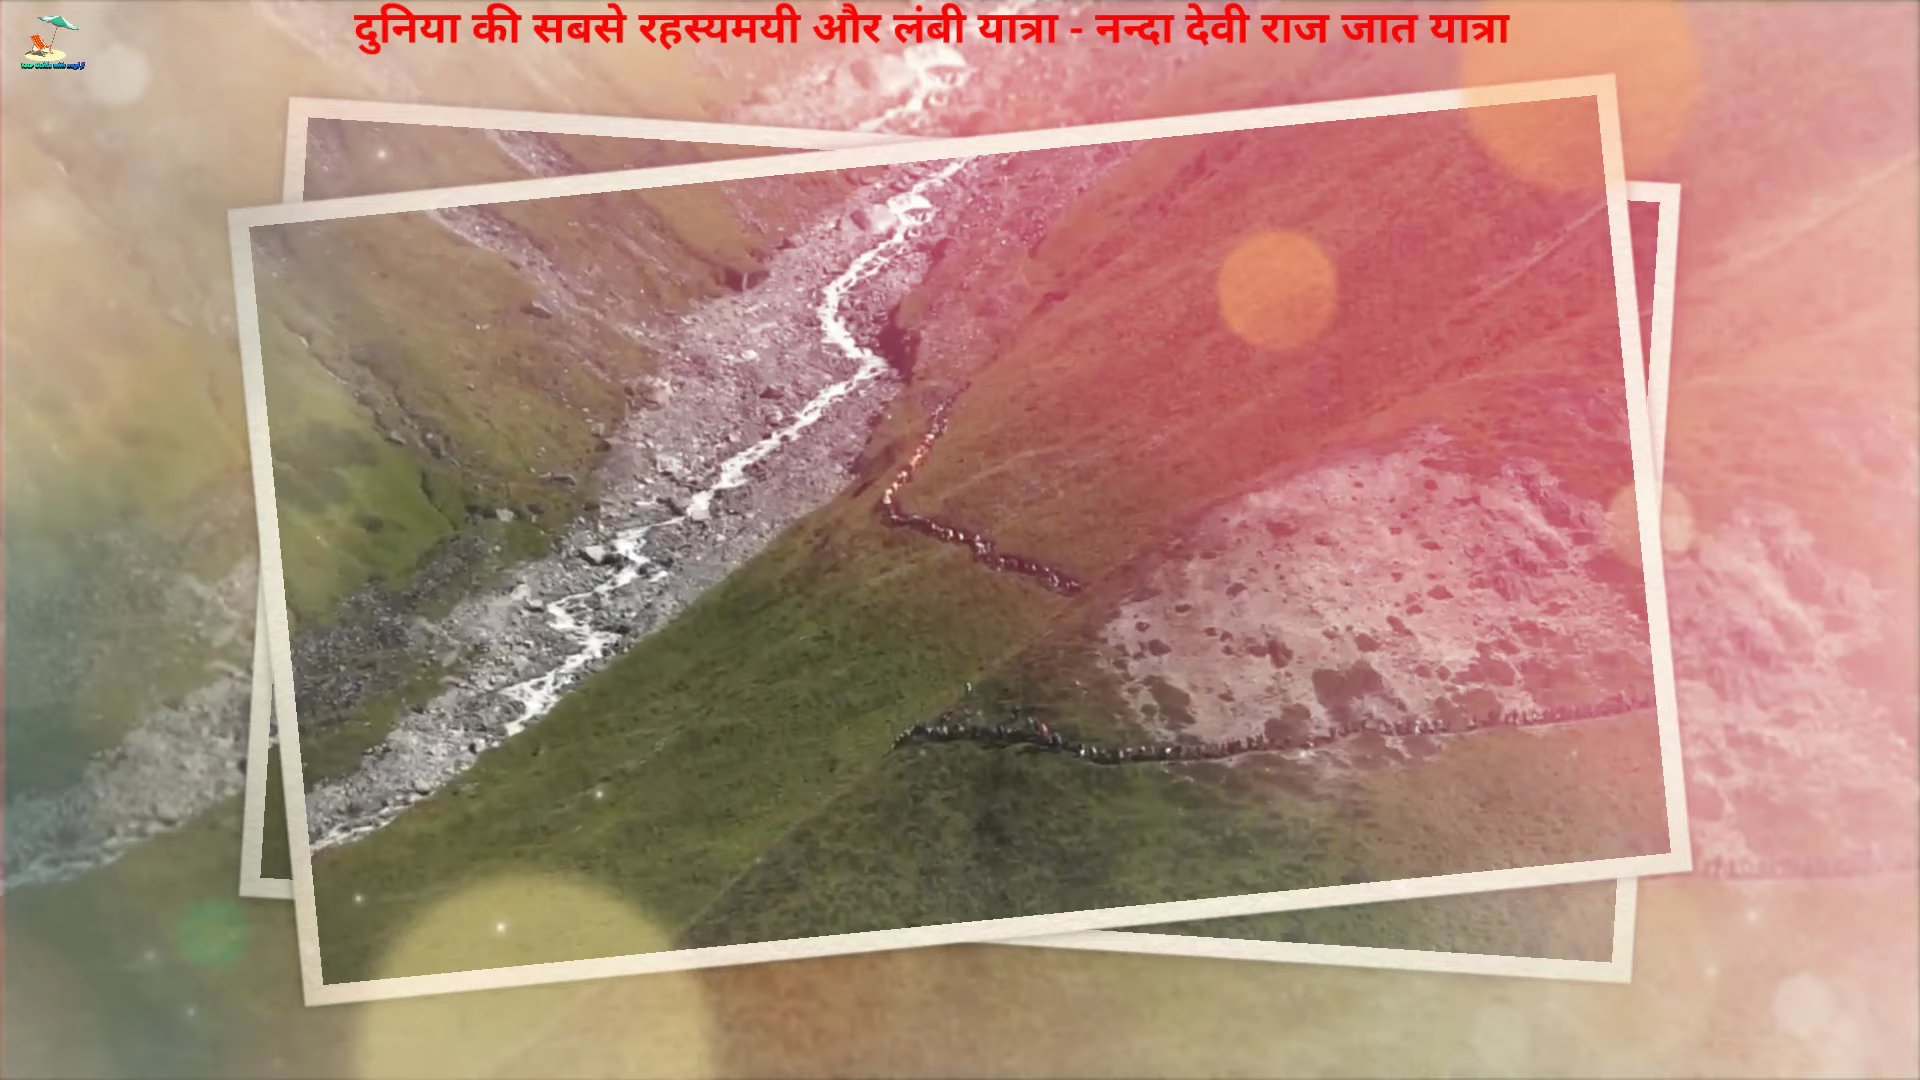 दुनिया की सबसे रहस्यमयी और लंबी यात्रा - नन्दा देवी राज जात यात्रा